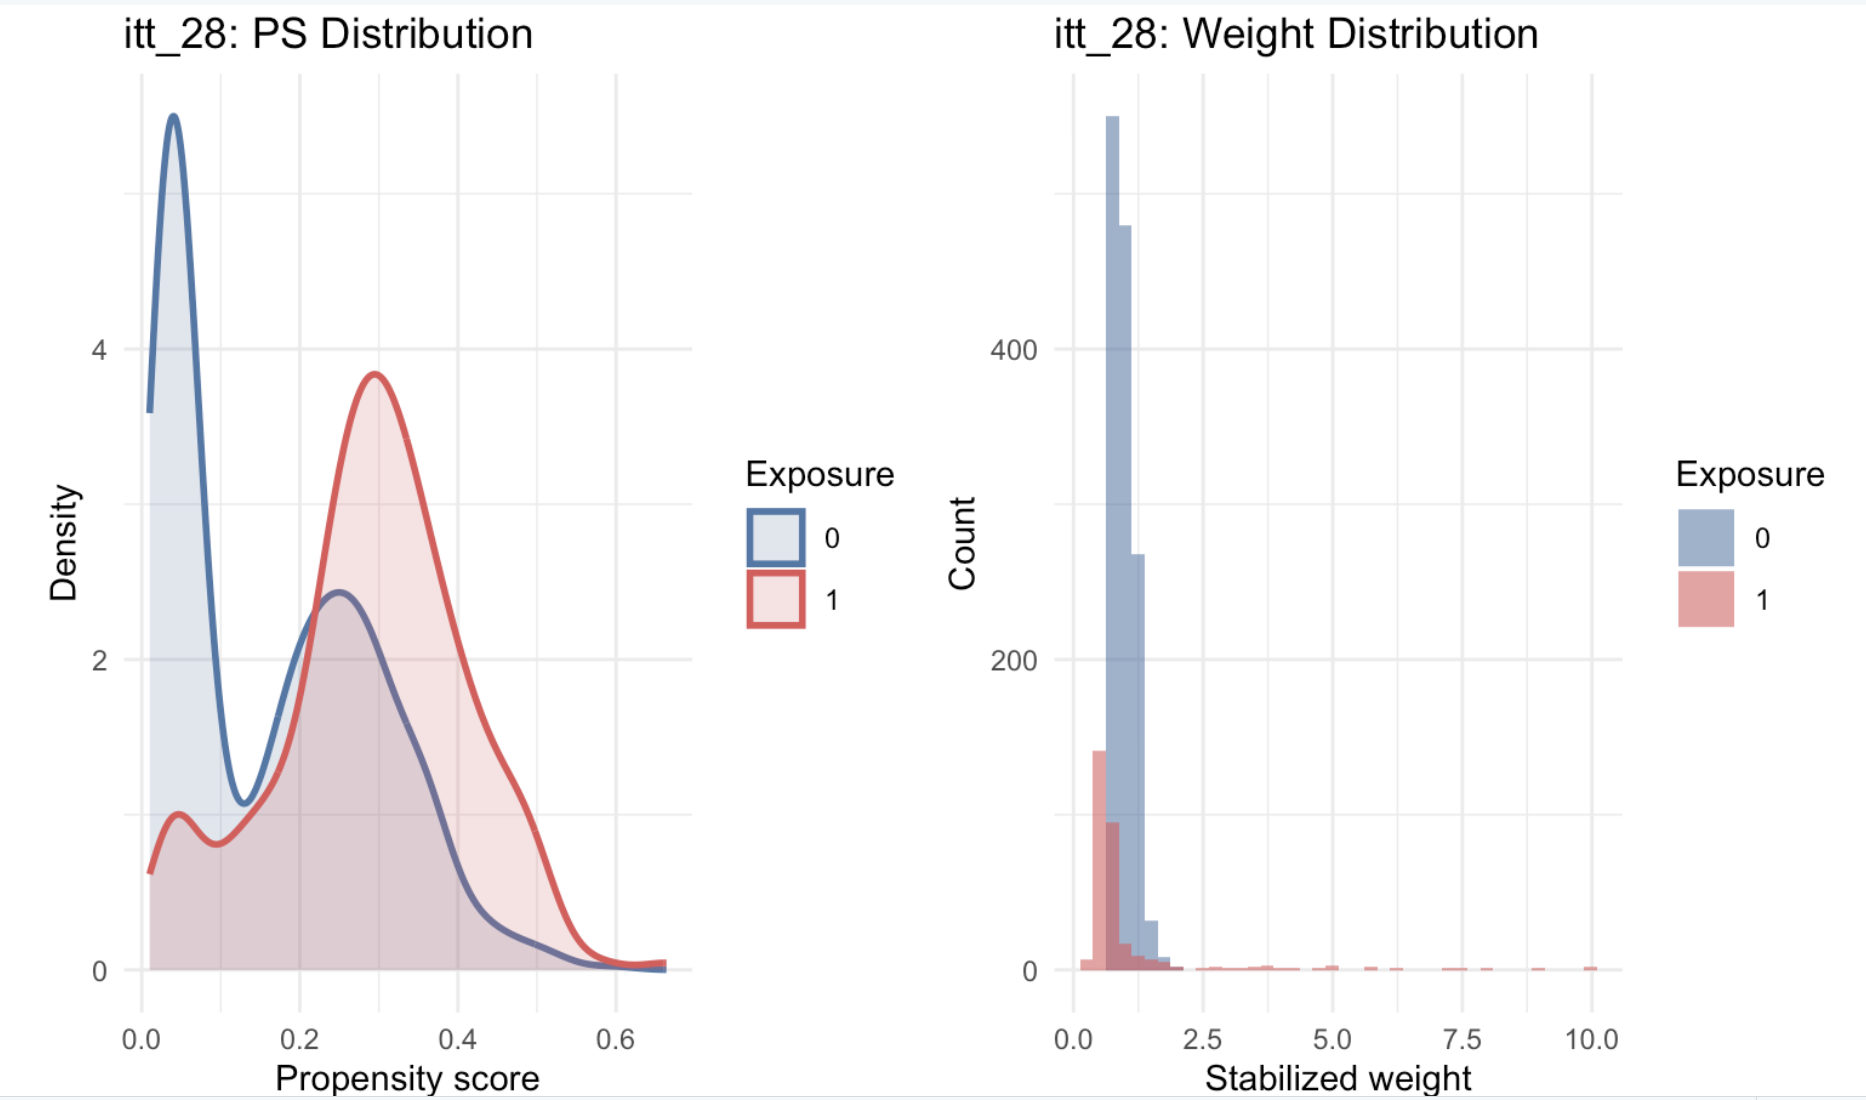 itt_28: PS Distribution
Density
4
2
0
0.0 0.2 0.4 0.6
Propensity score
Exposure
0
1
itt_28: Weight Distribution
Count
400
200
0
0.0 2.5 5.0 7.5 10.0
Stabilized weight
Exposure
0
1